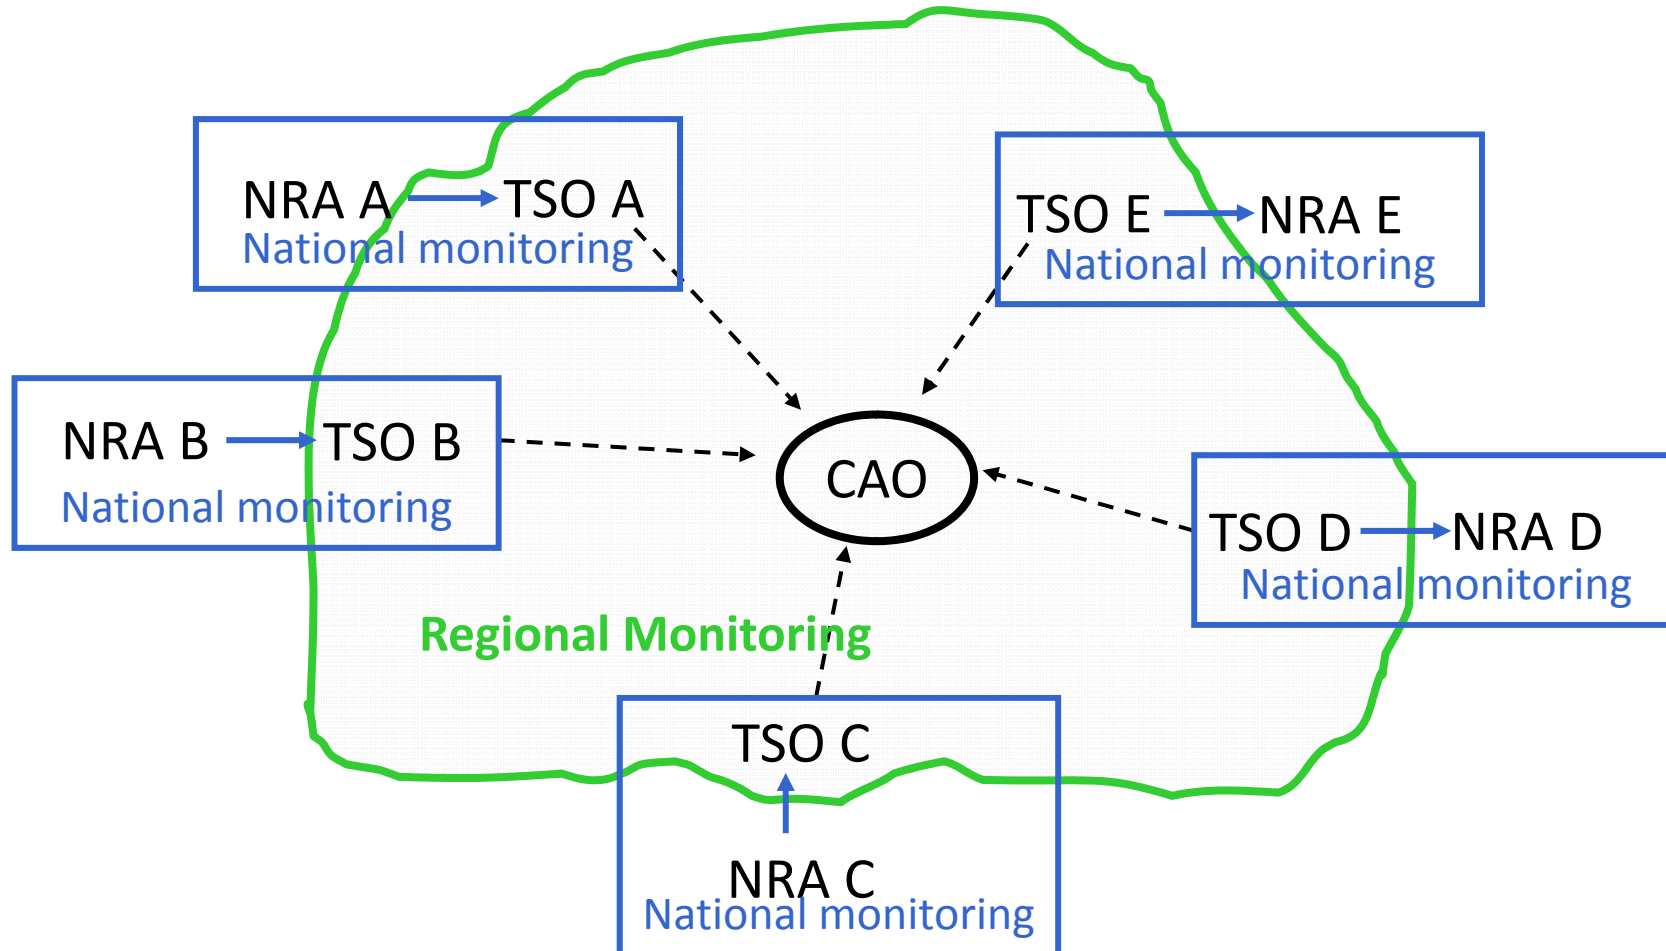 NRA A
TSO A
National monitoring
TSO E
NRA E
National monitoring
NRA B
TSO B
National monitoring
CAO
TSO D
NRA D
National monitoring
Regional Monitoring
TSO C
NRA C
National monitoring